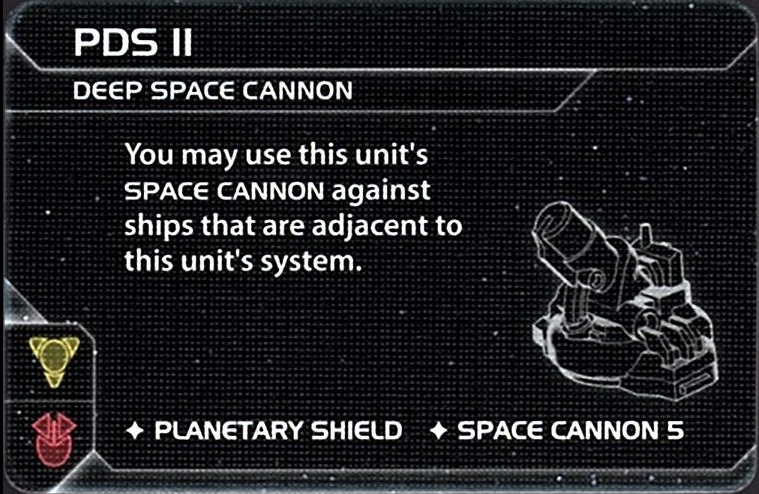 PDS II
DEEP SPACE CANNON
You may use this unit's
SPACE CANNON against
ships that are adjacent to
this unit's system.
✦ PLANETARY SHIELD ✦ SPACE CANNON 5